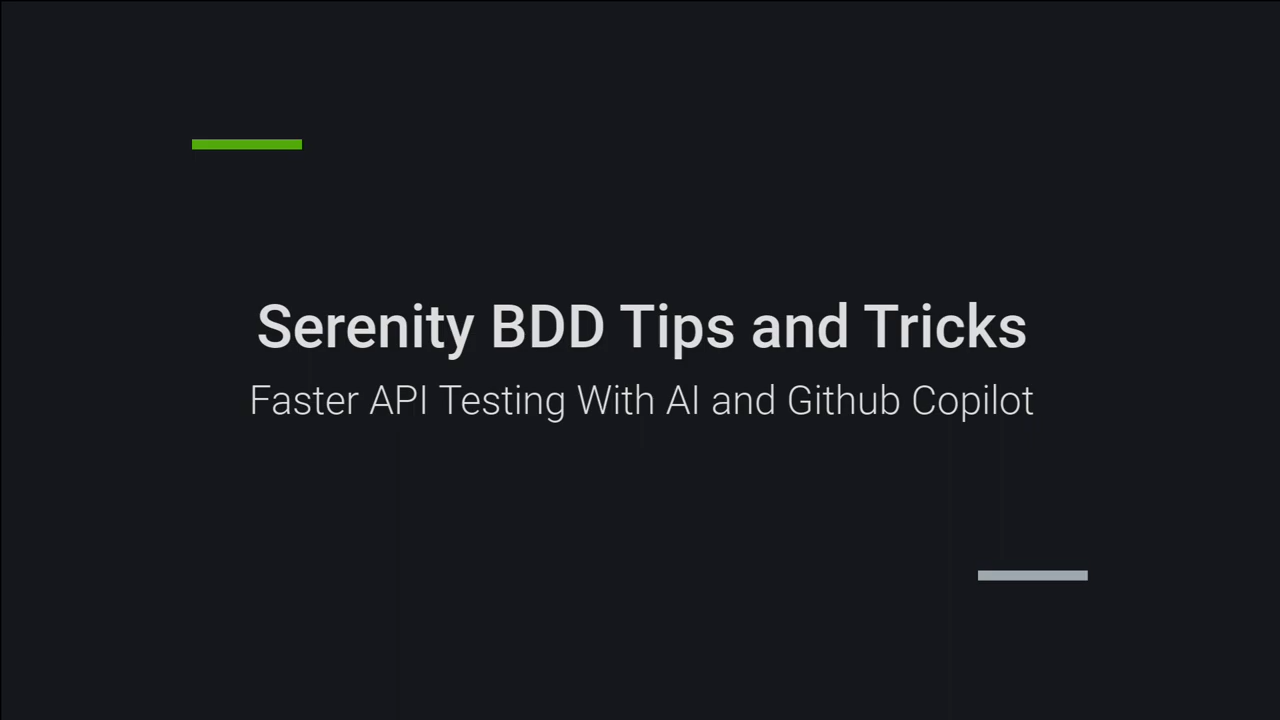 Serenity BDD Tips and Tricks
Faster API Testing With AI and Github Copilot